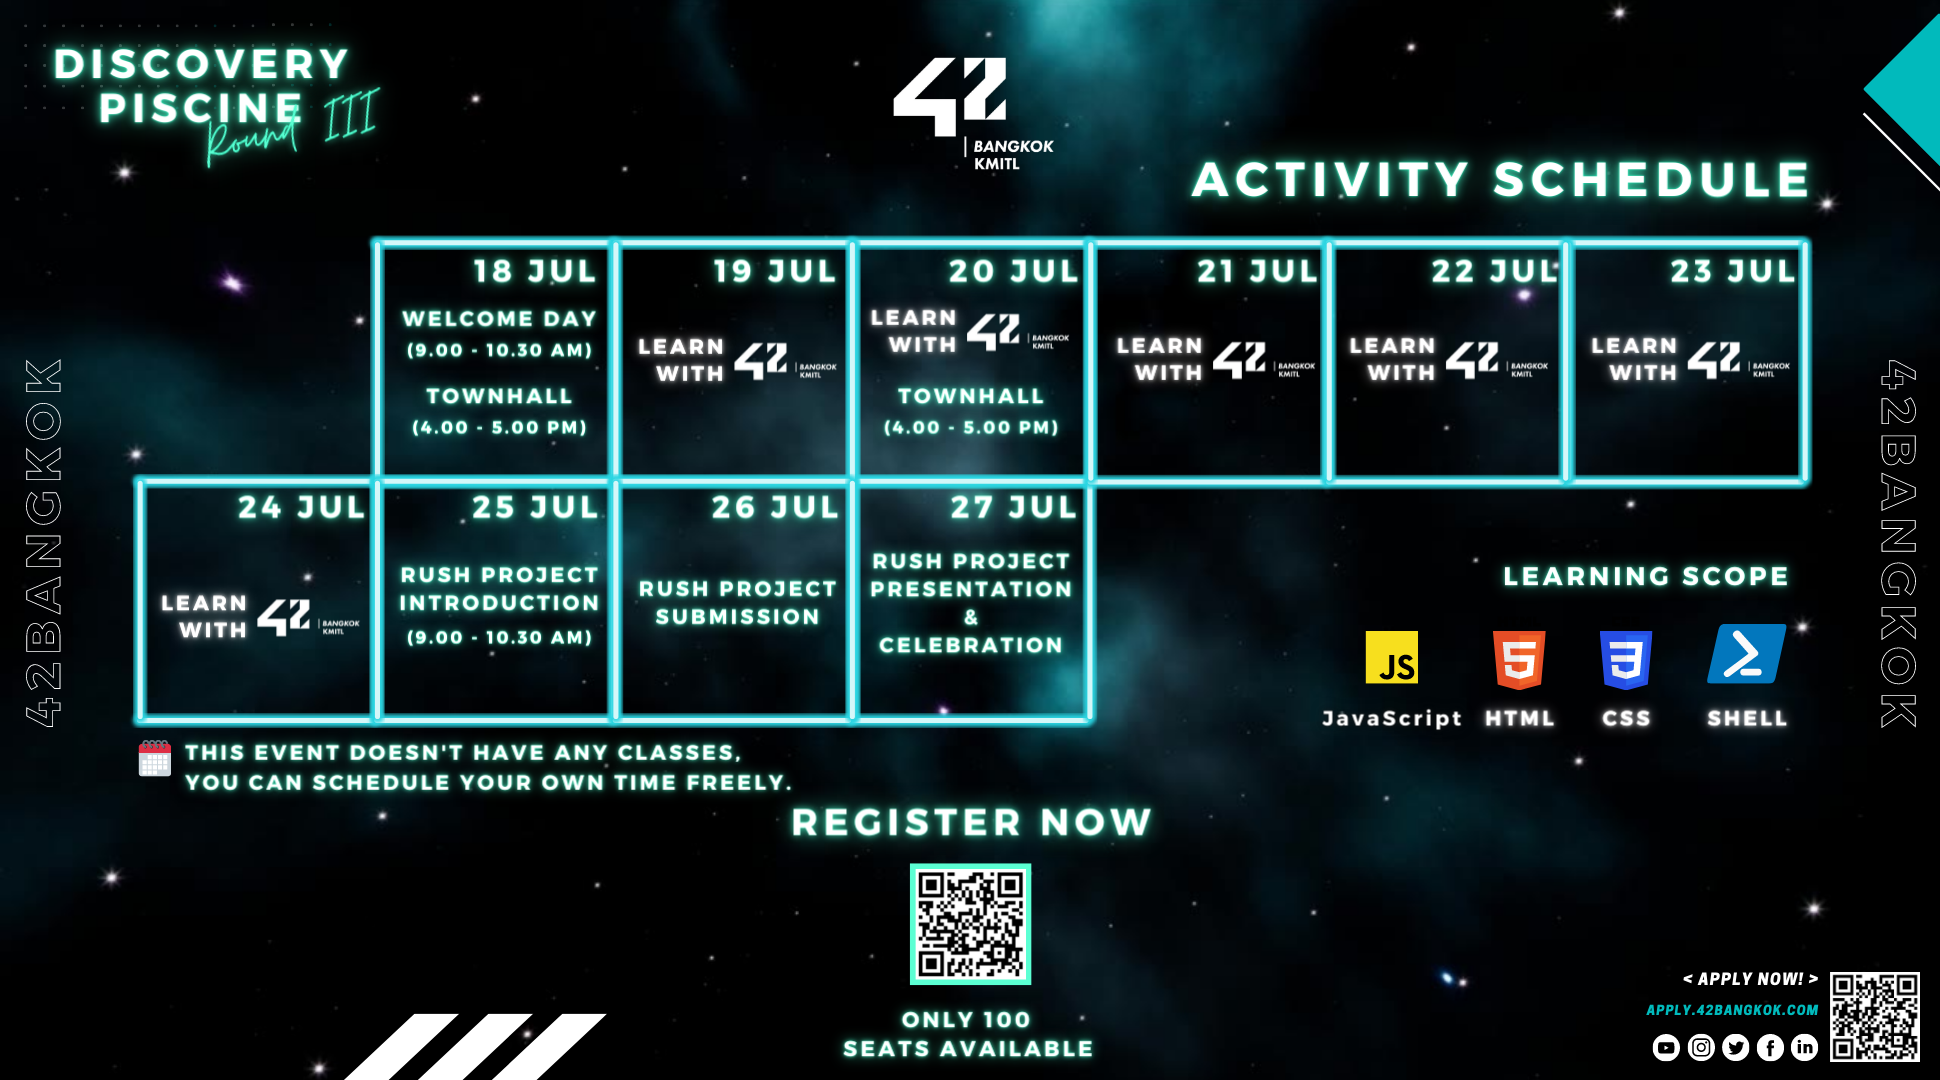 DISCOVERY
PISCINE
Round III
42
BANGKOK
KMITL
ACTIVITY SCHEDULE
18 JUL
WELCOME DAY
(9.00 - 10.30 AM)
TOWNHALL
(4.00 - 5.00 PM)
19 JUL
LEARN
WITH 42 BANGKOK
KMITL
20 JUL
LEARN
WITH 42 BANGKOK
KMITL
TOWNHALL
(4.00 - 5.00 PM)
21 JUL
LEARN
WITH 42 BANGKOK
KMITL
22 JUL
LEARN
WITH 42 BANGKOK
KMITL
23 JUL
LEARN
WITH 42 BANGKOK
KMITL
24 JUL
LEARN
WITH 42 BANGKOK
KMITL
25 JUL
RUSH PROJECT
INTRODUCTION
(9.00 - 10.30 AM)
26 JUL
RUSH PROJECT
SUBMISSION
27 JUL
RUSH PROJECT
PRESENTATION
&
CELEBRATION
42BANGKOK
42BANGKOK
LEARNING SCOPE
JS
JavaScript
HTML
CSS
SHELL
THIS EVENT DOESN'T HAVE ANY CLASSES,
YOU CAN SCHEDULE YOUR OWN TIME FREELY.
REGISTER NOW
ONLY 100
SEATS AVAILABLE
< APPLY NOW! >
APPLY.42BANGKOK.COM